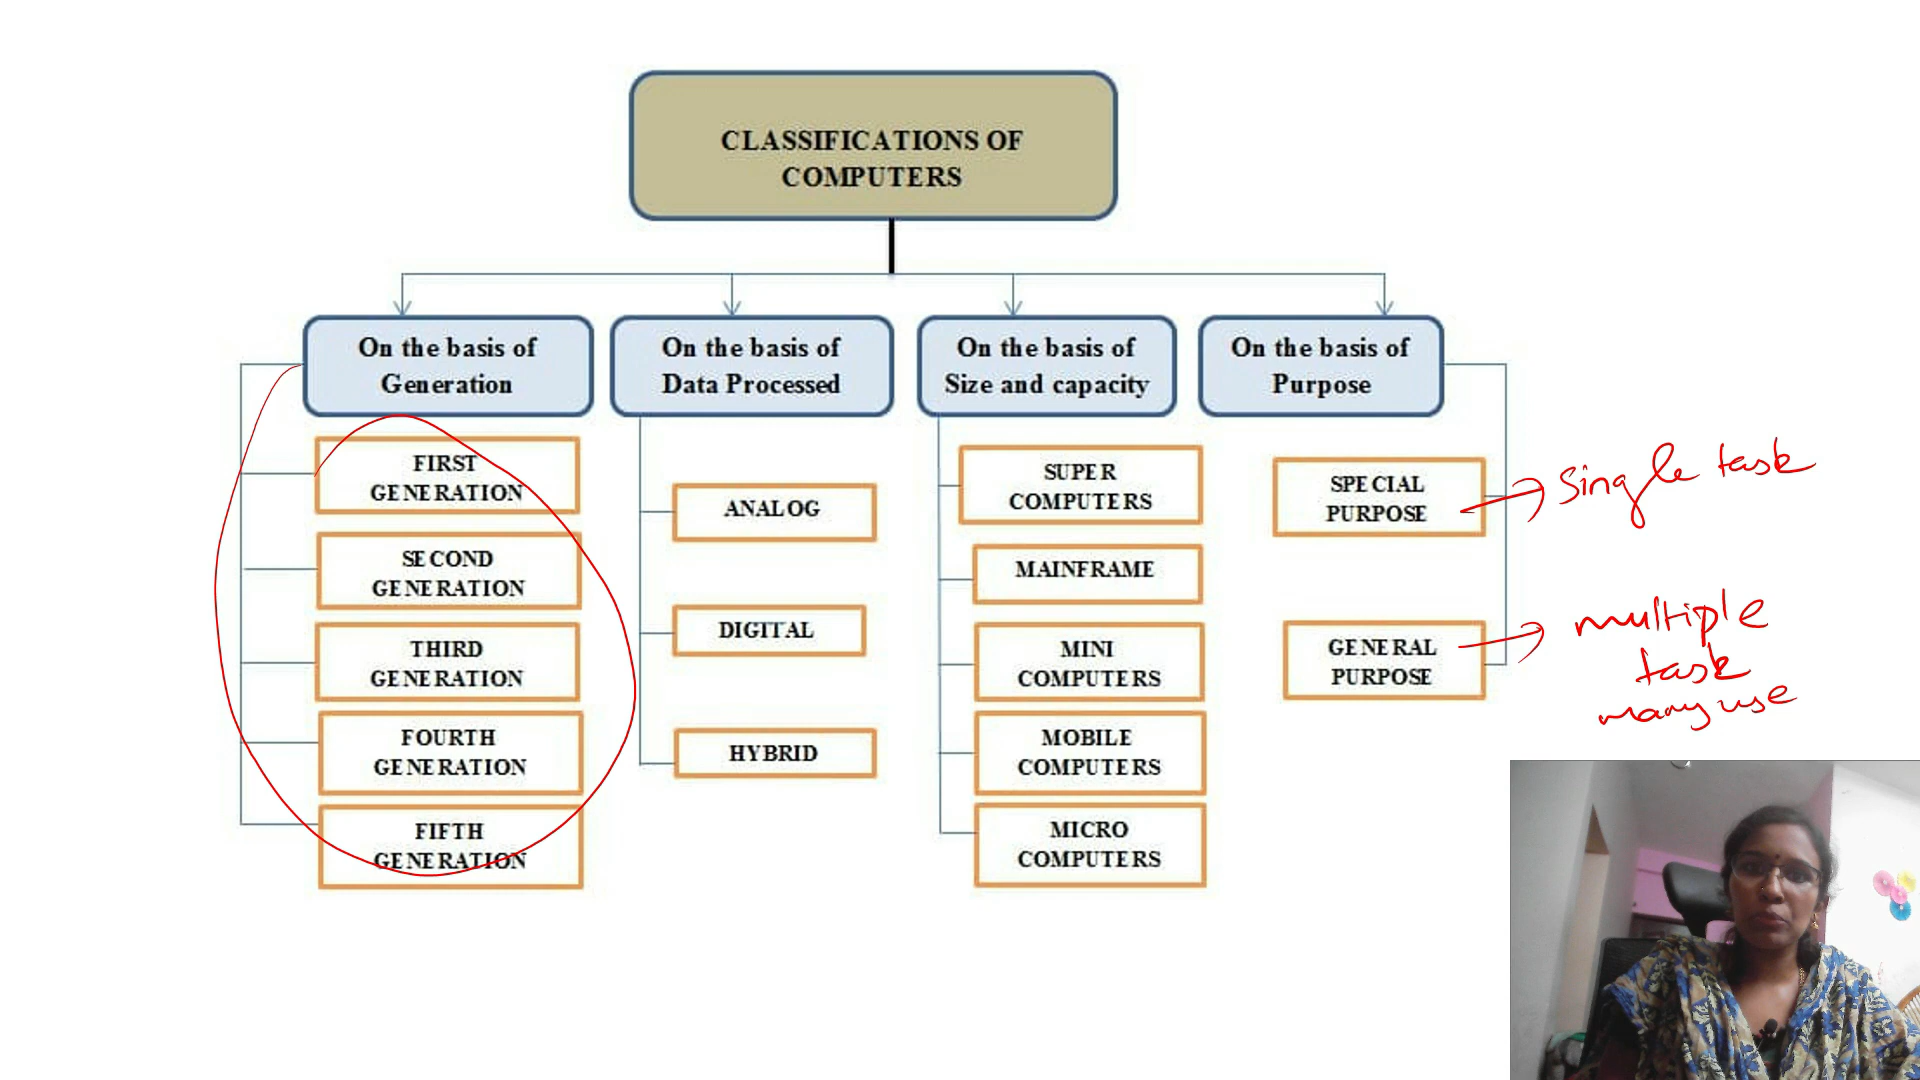 CLASSIFICATIONS OF
COMPUTERS
On the basis of
Generation
FIRST
GENERATION
SECOND
GENERATION
THIRD
GENERATION
FOURTH
GENERATION
FIFTH
GENERATION
On the basis of
Data Processed
ANALOG
DIGITAL
HYBRID
On the basis of
Size and capacity
SUPER
COMPUTERS
MAINFRAME
MINI
COMPUTERS
MOBILE
COMPUTERS
MICRO
COMPUTERS
On the basis of
Purpose
SPECIAL
PURPOSE
Single task
GENERAL
PURPOSE
multiple
task
many use